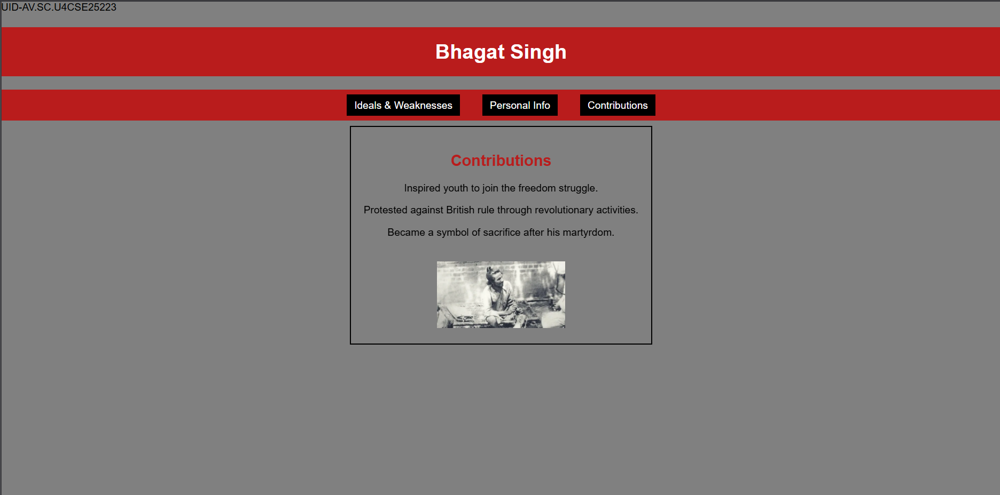 UID-AV.SC.U4CSE25223
Bhagat Singh
Ideals & Weaknesses
Personal Info
Contributions
Contributions
Inspired youth to join the freedom struggle.
Protested against British rule through revolutionary activities.
Became a symbol of sacrifice after his martyrdom.